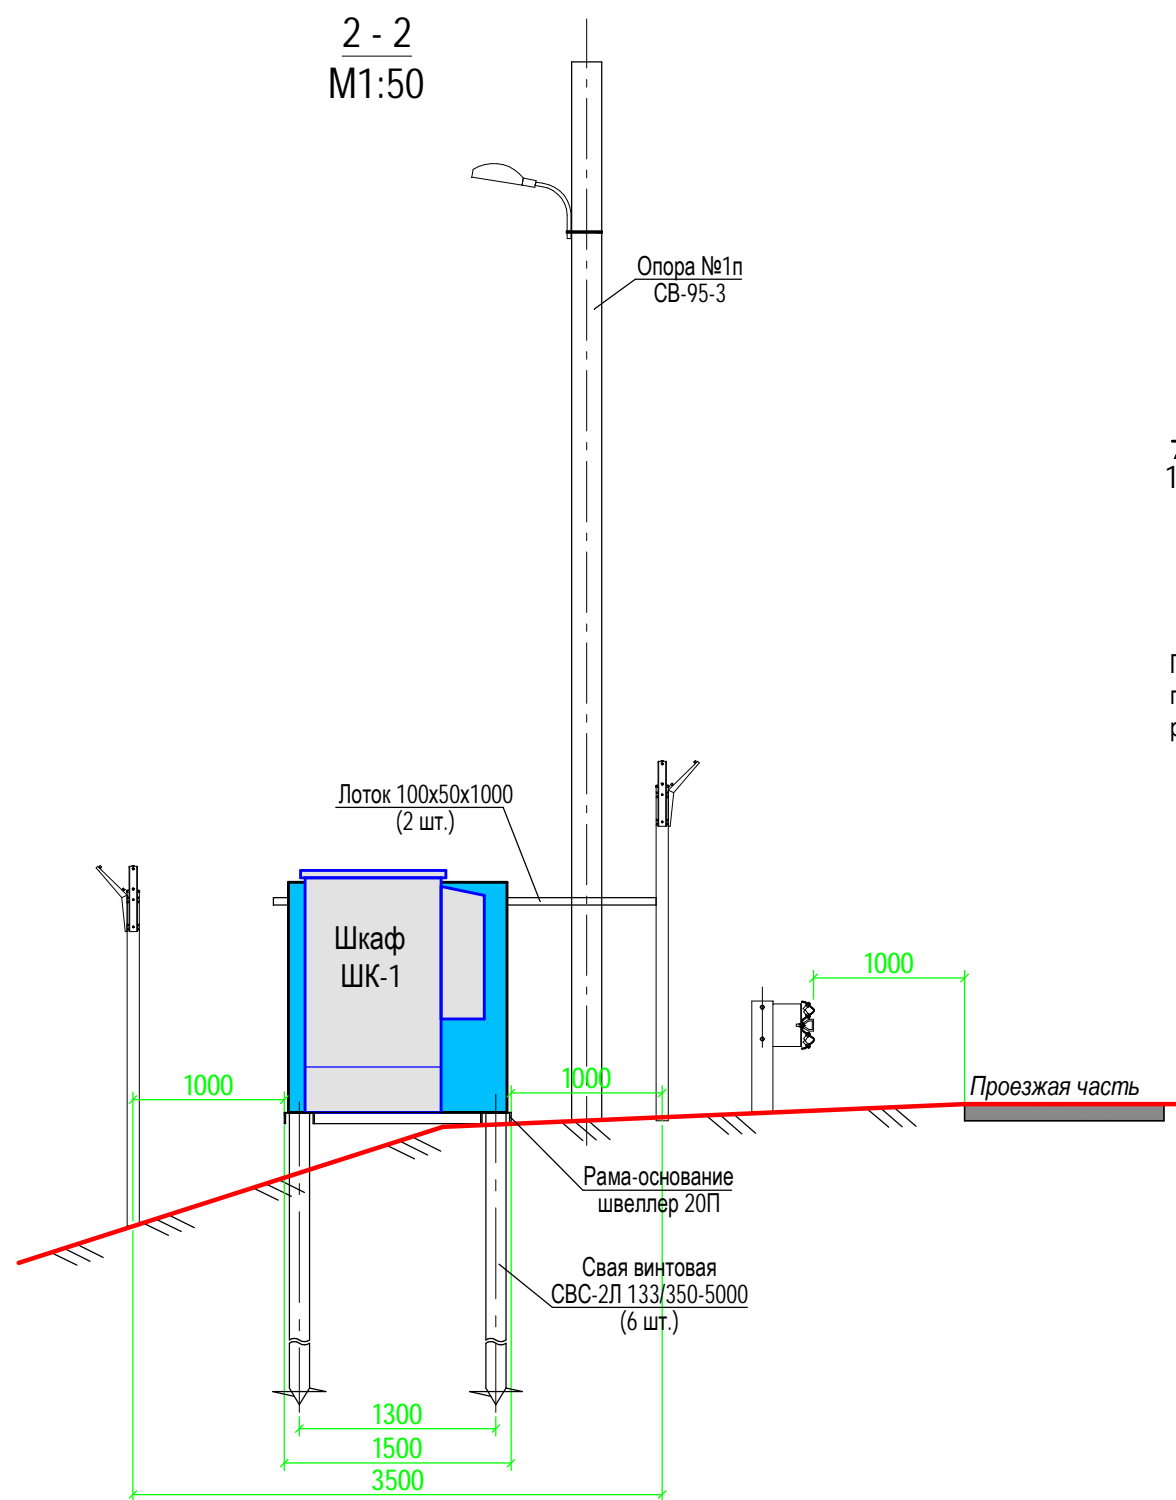 2 - 2
М1:50
Опора №1п
СВ-95-3
Лоток 100х50х1000
(2 шт.)
Шкаф
ШК-1
1000
1000
1000
Проезжая часть
Рама-основание
швеллер 20П
Свая винтовая
СВС-2Л 133/350-5000
(6 шт.)
1300
1500
3500